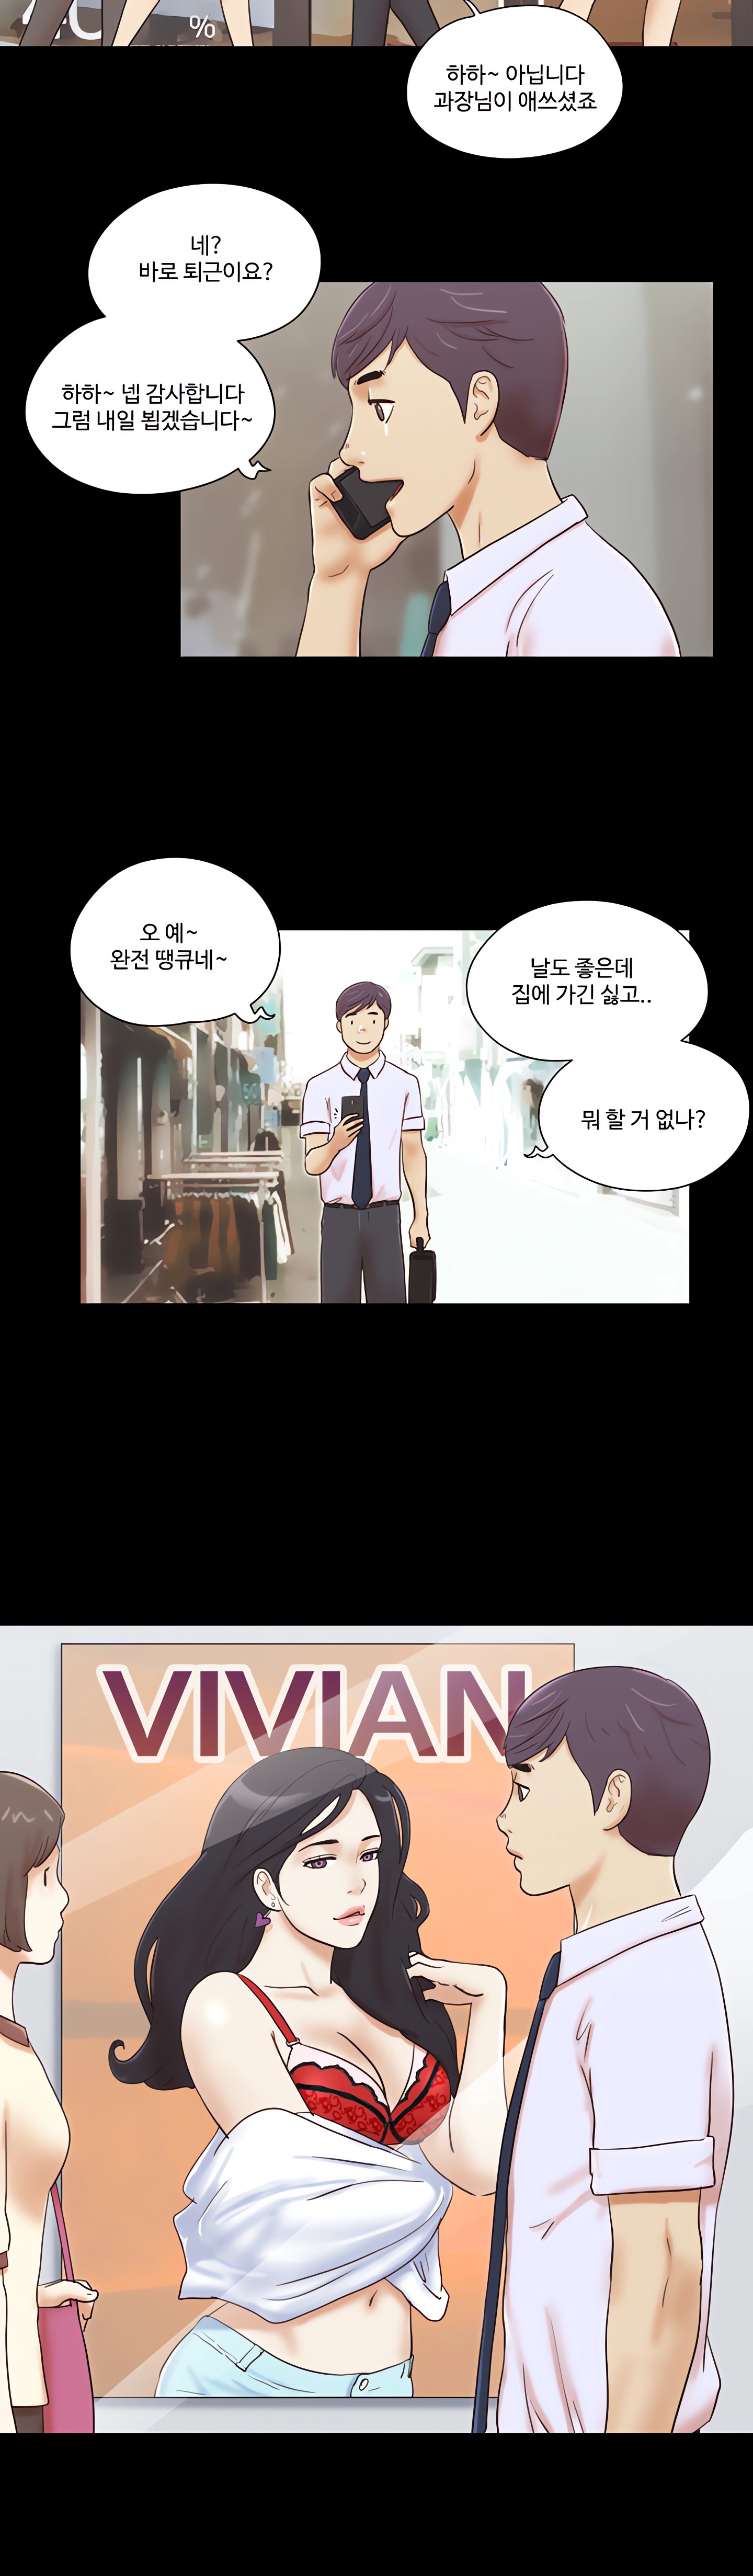 %
하하~ 아닙니다
과장님이 애쓰셨죠
네?
바로 퇴근이요?
하하~ 넵 감사합니다
그럼 내일 뵙겠습니다~
오 예~
완전 땡큐네~
날도 좋은데
집에 가긴 싫고..
뭐 할 거 없나?
VIVIAN